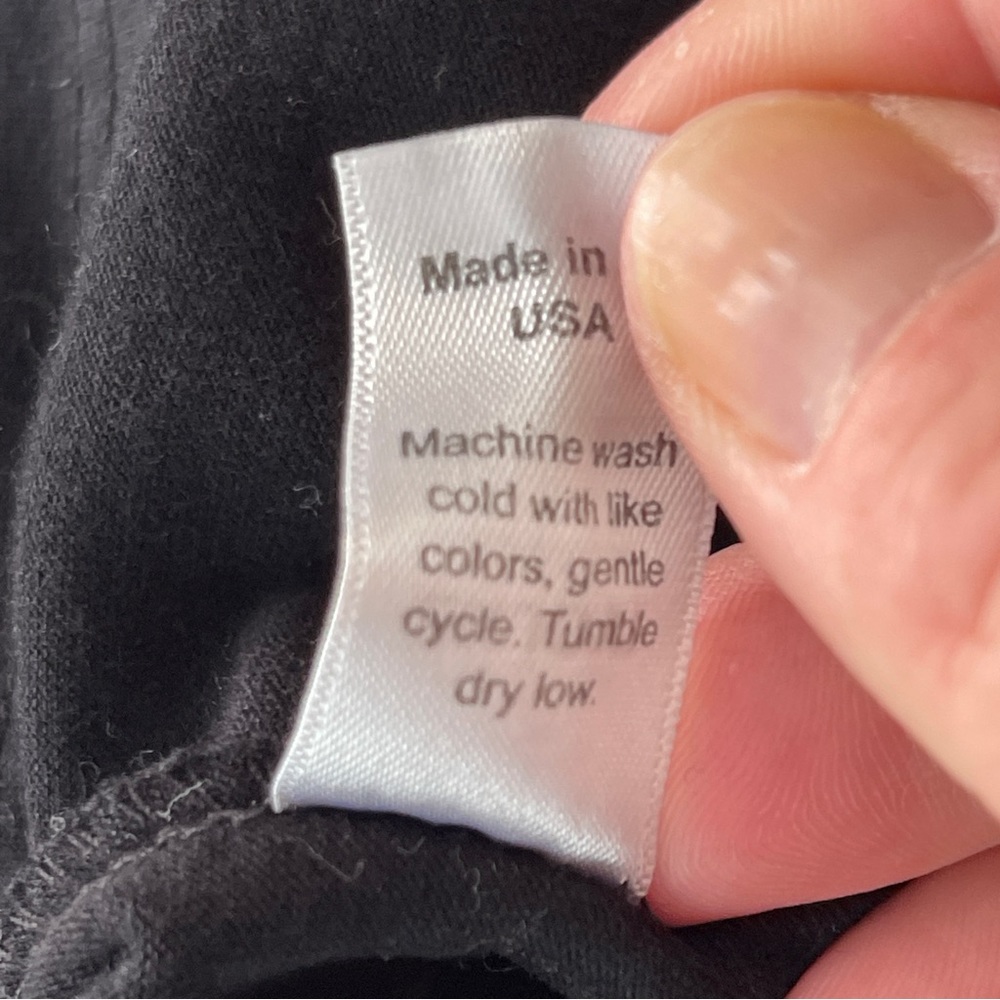 Made in
USA
Machine wash
cold with like
colors, gentle
cycle. Tumble
dry low.